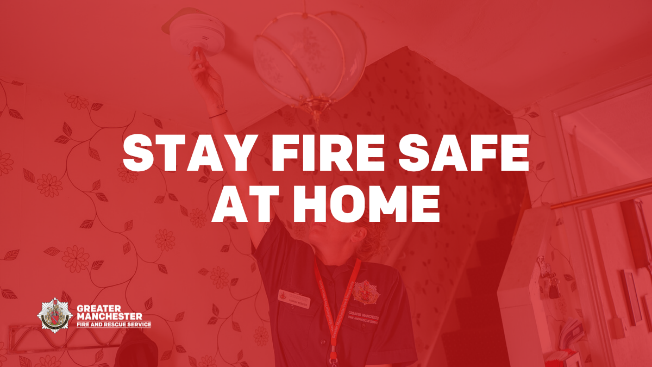 STAY FIRE SAFE
AT HOME
GREATER
MANCHESTER
FIRE AND RESCUE SERVICE